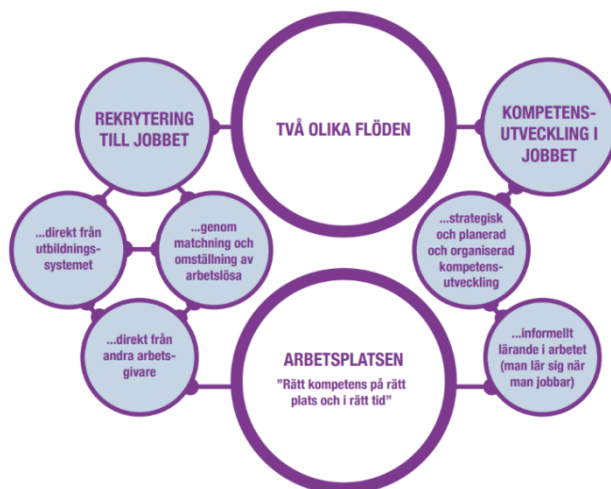 REKRYTERING
TILL JOBBET
TVÅ OLIKA FLÖDEN
KOMPETENS-
UTVECKLING I
JOBBET
...direkt från
utbildnings-
systemet
...genom
matchning och
omställning av
arbetslösa
...strategisk
och planerad
och organiserad
kompetens-
utveckling
...direkt från
andra arbets-
givare
ARBETSPLATSEN
"Rätt kompetens på rätt
plats och i rätt tid"
...informellt
lärande i arbetet
(man lär sig när
man jobbar)